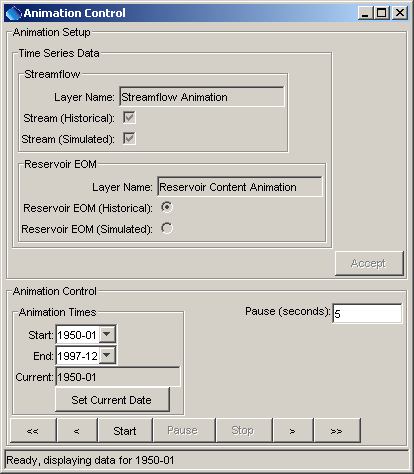 Animation Control
Animation Setup
Time Series Data
Streamflow
Layer Name: Streamflow Animation
Stream (Historical):
Stream (Simulated):
Reservoir EOM
Layer Name: Reservoir Content Animation
Reservoir EOM (Historical):
Reservoir EOM (Simulated):
Accept
Animation Control
Animation Times
Pause (seconds): 5
Start: 1950-01
End: 1997-12
Current: 1950-01
Set Current Date
<< < Start Pause Stop > >>
Ready, displaying data for 1950-01